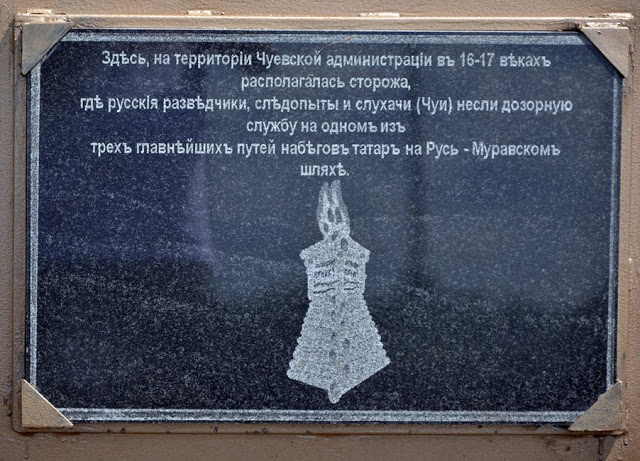 Здѣсь, на территорiи Чуевской администрацiи въ 16-17 вѣкахъ
располагалась сторожа,
гдѣ русскiя развѣдчики, слѣдопыты и слухачи (Чуи) несли дозорную
службу на одномъ изъ
трехъ главнѣйшихъ путей набѣговъ татаръ на Русь - Муравскомъ
шляхѣ.